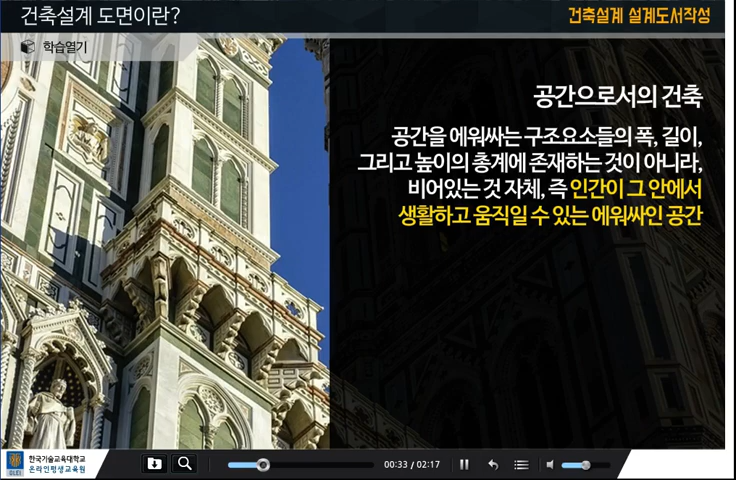 건축설계 도면이란?
건축설계 설계도서작성
학습열기
공간으로서의 건축
공간을 에워싸는 구조요소들의 폭, 길이,
그리고 높이의 총계에 존재하는 것이 아니라,
비어있는 것 자체, 즉 인간이 그 안에서
생활하고 움직일 수 있는 에워싸인 공간
한국기술교육대학교
온라인평생교육원
OLEI
00:33 / 02:17